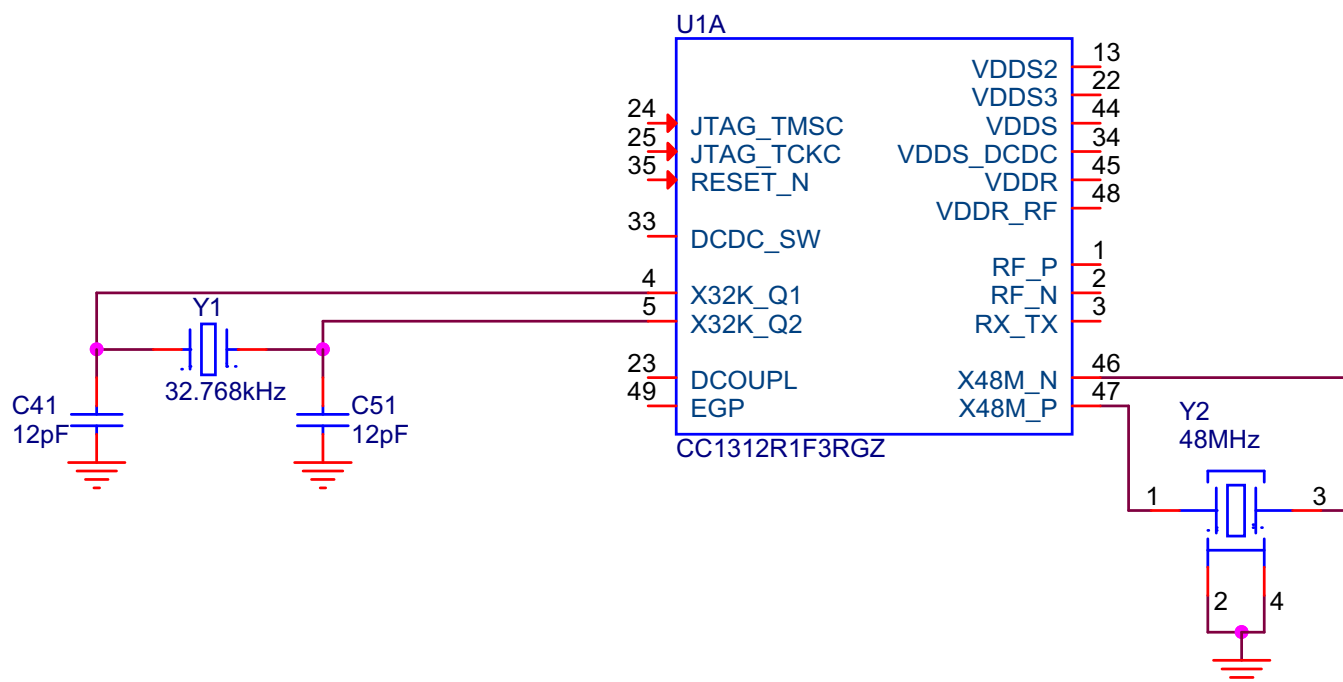 U1A
24
JTAG_TMSC
25
JTAG_TCKC
35
RESET_N
33
DCDC_SW
4
X32K_Q1
5
X32K_Q2
23
DCOUPL
49
EGP
VDDS2
13
VDDS3
22
VDDS
44
VDDS_DCDC
34
VDDR
45
VDDR_RF
48
RF_P
1
RF_N
2
RX_TX
3
X48M_N
46
X48M_P
47
CC1312R1F3RGZ
Y1
32.768kHz
C41
12pF
C51
12pF
Y2
48MHz
1
3
2
4